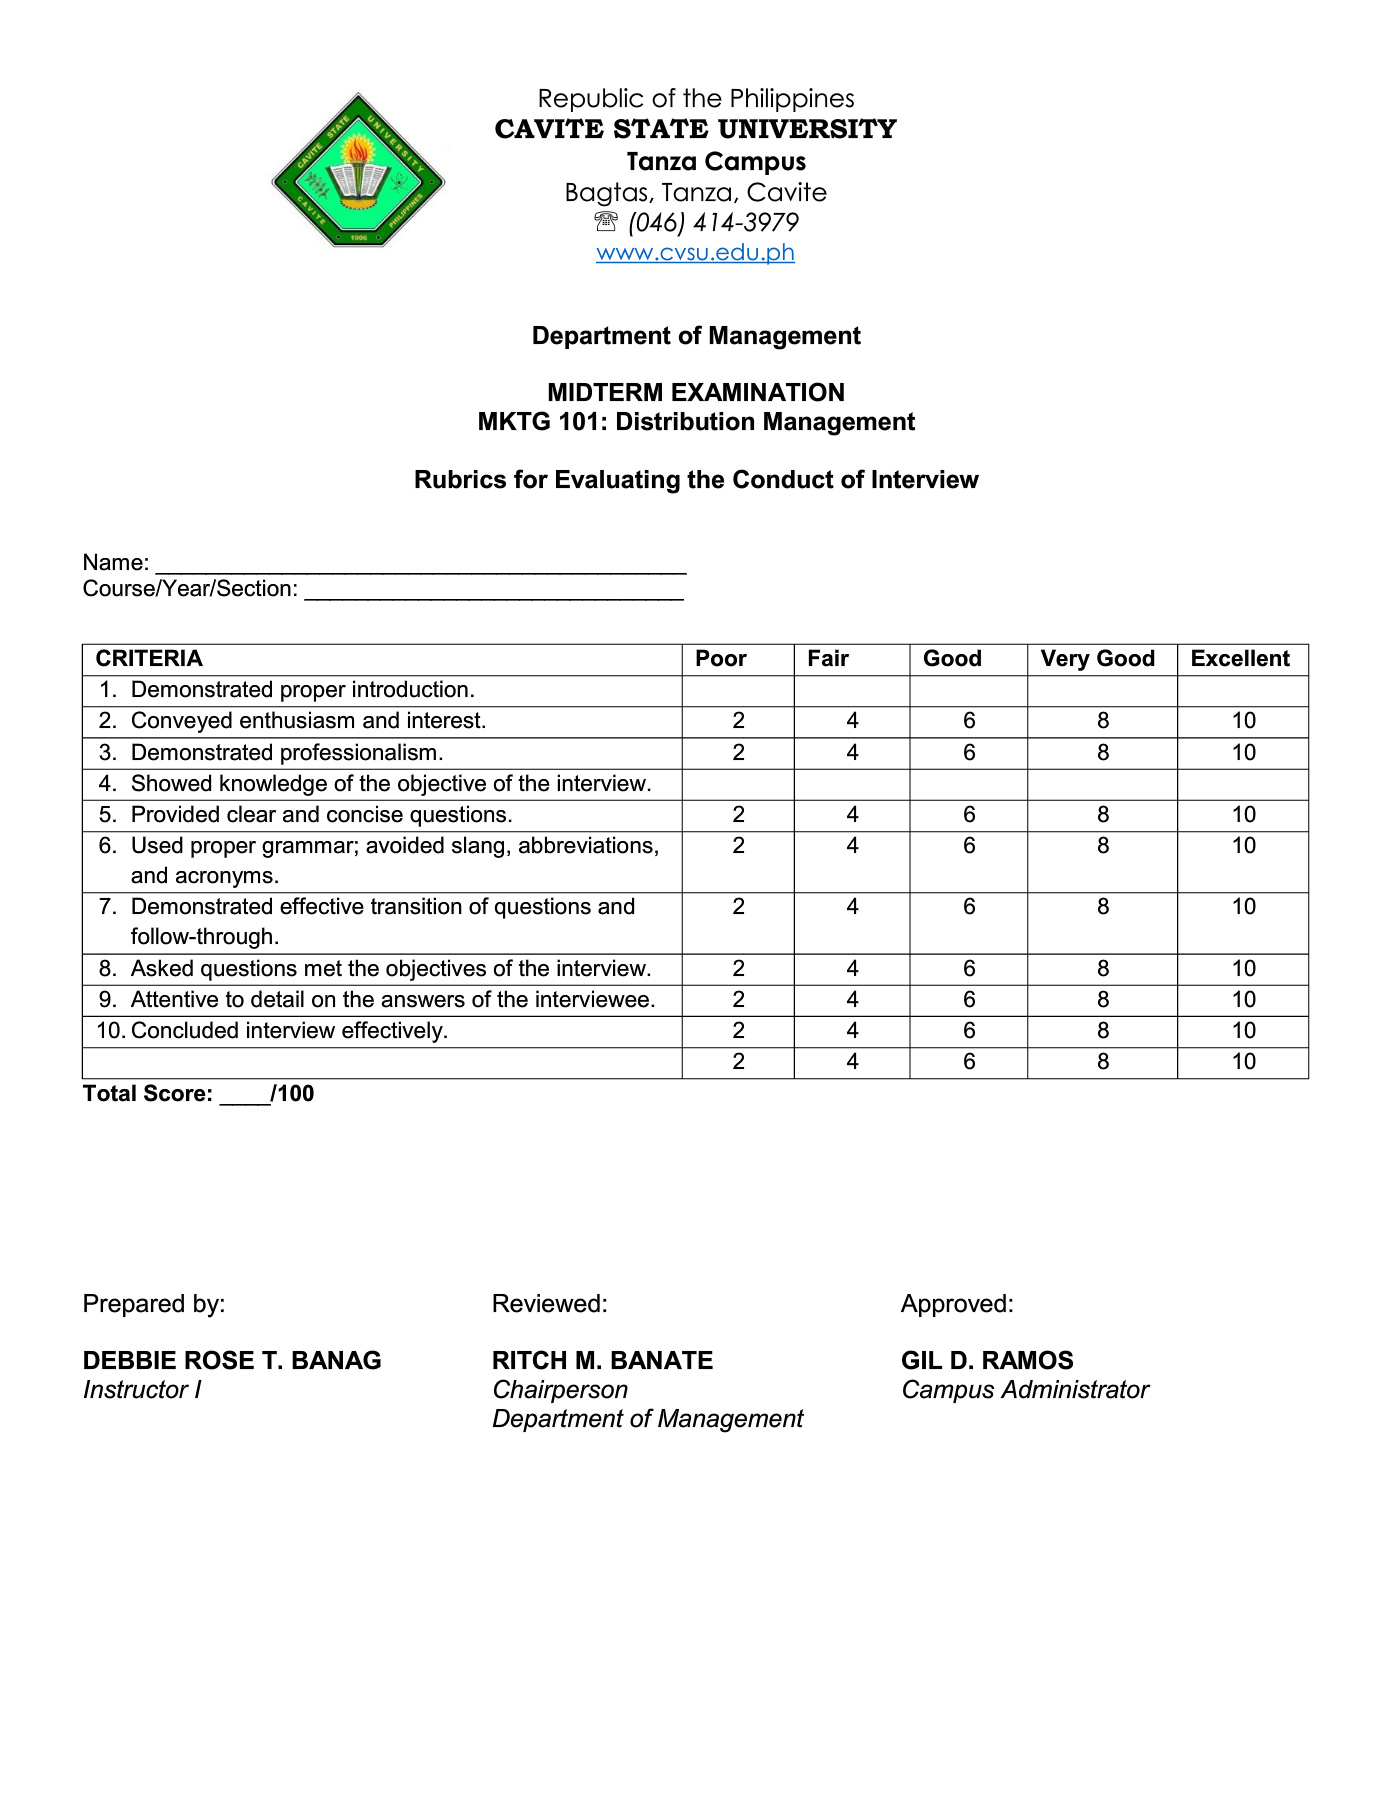 CAVITE STATE UNIVERSITY
CAVITE PHILIPPINES
1906
Republic of the Philippines
CAVITE STATE UNIVERSITY
Tanza Campus
Bagtas, Tanza, Cavite
☏ (046) 414-3979
www.cvsu.edu.ph
Department of Management
MIDTERM EXAMINATION
MKTG 101: Distribution Management
Rubrics for Evaluating the Conduct of Interview
Name: __________________________________________
Course/Year/Section: ______________________________
CRITERIA Poor Fair Good Very Good Excellent
1. Demonstrated proper introduction.
2. Conveyed enthusiasm and interest. 2 4 6 8 10
3. Demonstrated professionalism. 2 4 6 8 10
4. Showed knowledge of the objective of the interview.
5. Provided clear and concise questions. 2 4 6 8 10
6. Used proper grammar; avoided slang, abbreviations, 2 4 6 8 10
and acronyms.
7. Demonstrated effective transition of questions and 2 4 6 8 10
follow-through.
8. Asked questions met the objectives of the interview. 2 4 6 8 10
9. Attentive to detail on the answers of the interviewee. 2 4 6 8 10
10. Concluded interview effectively. 2 4 6 8 10
2 4 6 8 10
Total Score: ____/100
Prepared by: Reviewed: Approved:
DEBBIE ROSE T. BANAG RITCH M. BANATE GIL D. RAMOS
Instructor I Chairperson Campus Administrator
Department of Management